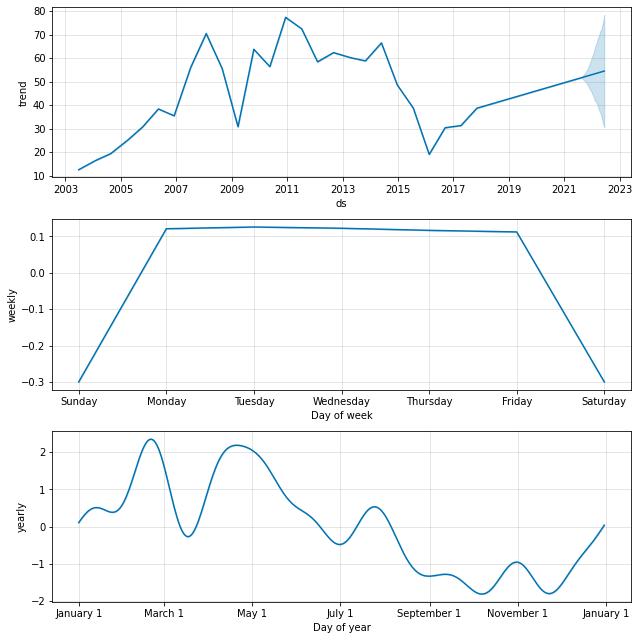 80
70
60
50
40
30
20
10
trend
2003 2005 2007 2009 2011 2013 2015 2017 2019 2021 2023
ds
0.1
0.0
−0.1
−0.2
−0.3
weekly
Sunday Monday Tuesday Wednesday Thursday Friday Saturday
Day of week
2
1
0
−1
−2
yearly
January 1 March 1 May 1 July 1 September 1 November 1 January 1
Day of year